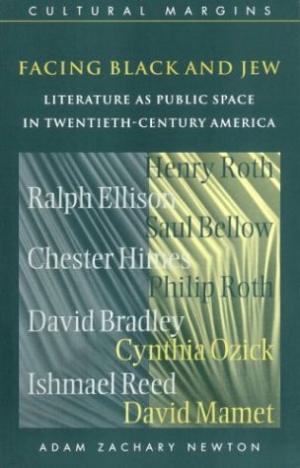 CULTURAL MARGINS
FACING BLACK AND JEW
LITERATURE AS PUBLIC SPACE
IN TWENTIETH-CENTURY AMERICA
Henry Roth
Ralph Ellison
Saul Bellow
Chester Himes
Philip Roth
David Bradley
Cynthia Ozick
Ishmael Reed
David Mamet
ADAM ZACHARY NEWTON